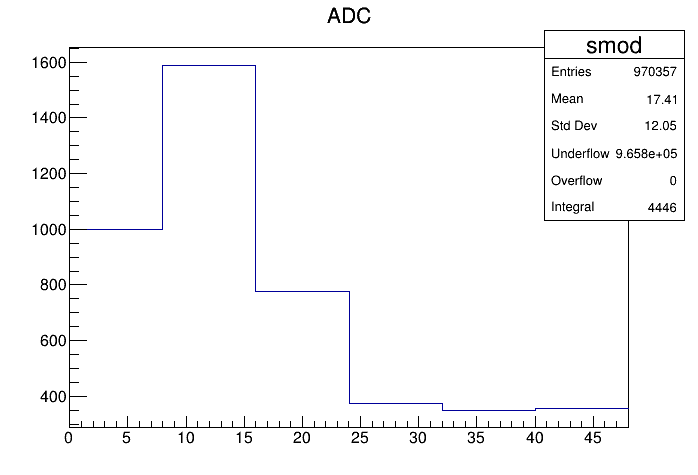 ADC
smod
Entries 970357
Mean 17.41
Std Dev 12.05
Underflow 9.658e+05
Overflow 0
Integral 4446
1600
1400
1200
1000
800
600
400
0 5 10 15 20 25 30 35 40 45